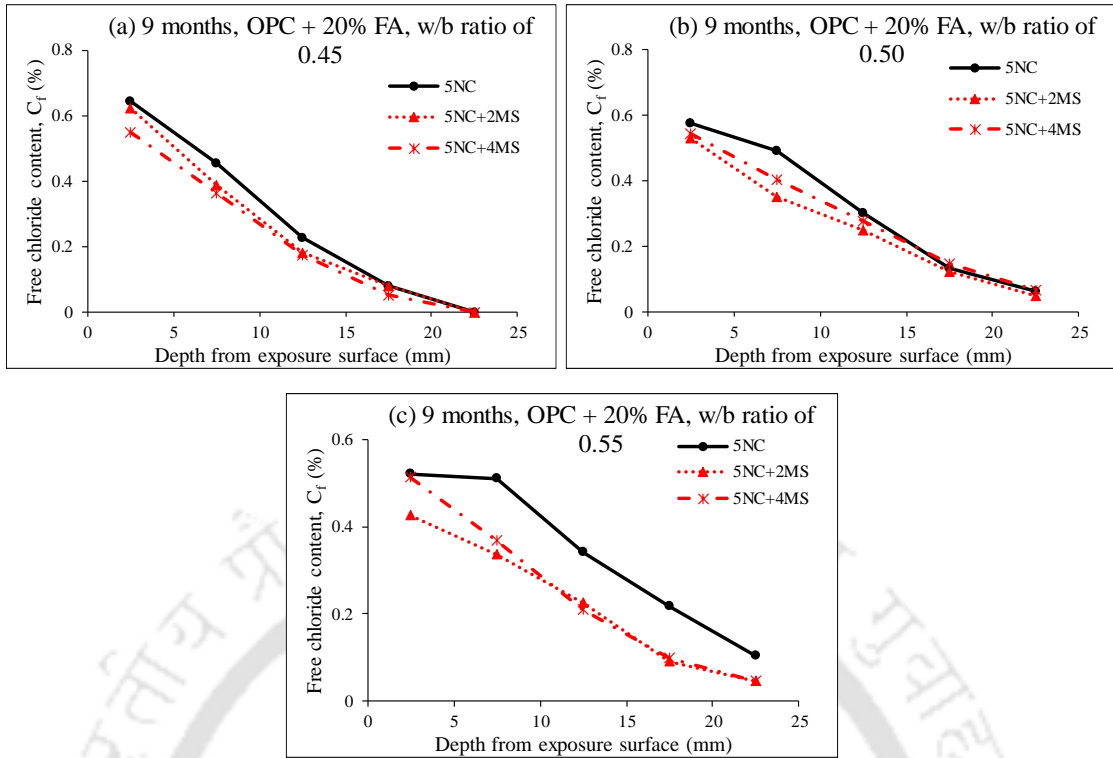 (a) 9 months, OPC + 20% FA, w/b ratio of
0.45
0.8
0.6
0.4
0.2
0
Free chloride content, C_f (%)
5NC
5NC+2MS
5NC+4MS
0 5 10 15 20 25
Depth from exposure surface (mm)
(b) 9 months, OPC + 20% FA, w/b ratio of
0.50
0.8
0.6
0.4
0.2
0
Free chloride content, C_f (%)
5NC
5NC+2MS
5NC+4MS
0 5 10 15 20 25
Depth from exposure surface (mm)
(c) 9 months, OPC + 20% FA, w/b ratio of
0.55
0.6
0.4
0.2
0
Free chloride content, C_f (%)
5NC
5NC+2MS
5NC+4MS
0 5 10 15 20 25
Depth from exposure surface (mm)